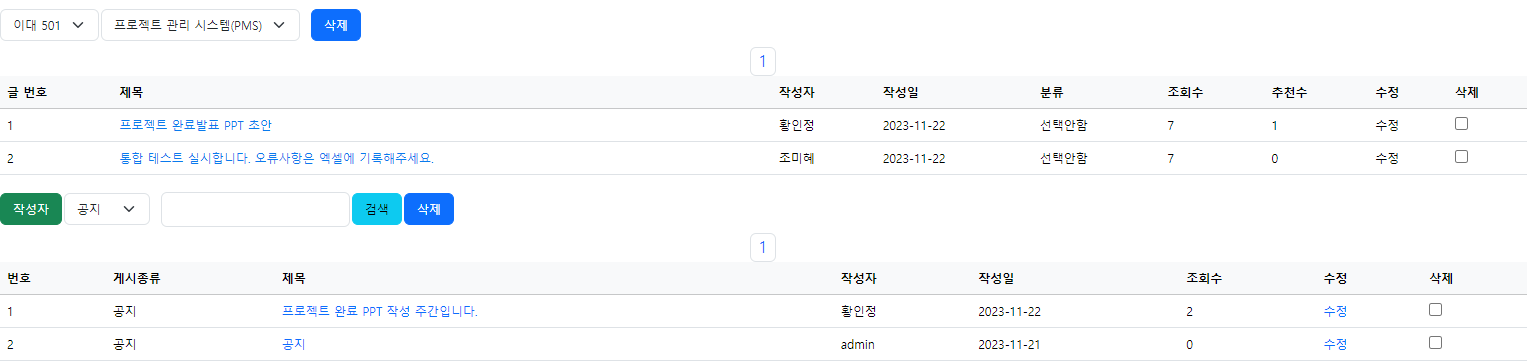 이대 501 프로젝트 관리 시스템(PMS) 삭제
1
글 번호 제목 작성자 작성일 분류 조회수 추천수 수정 삭제
1 프로젝트 완료발표 PPT 초안 황인정 2023-11-22 선택안함 7 1 수정
2 통합 테스트 실시합니다. 오류사항은 엑셀에 기록해주세요. 조미혜 2023-11-22 선택안함 7 0 수정
작성자 공지 검색 삭제
1
번호 게시종류 제목 작성자 작성일 조회수 수정 삭제
1 공지 프로젝트 완료 PPT 작성 주간입니다. 황인정 2023-11-22 2 수정
2 공지 공지 admin 2023-11-21 0 수정